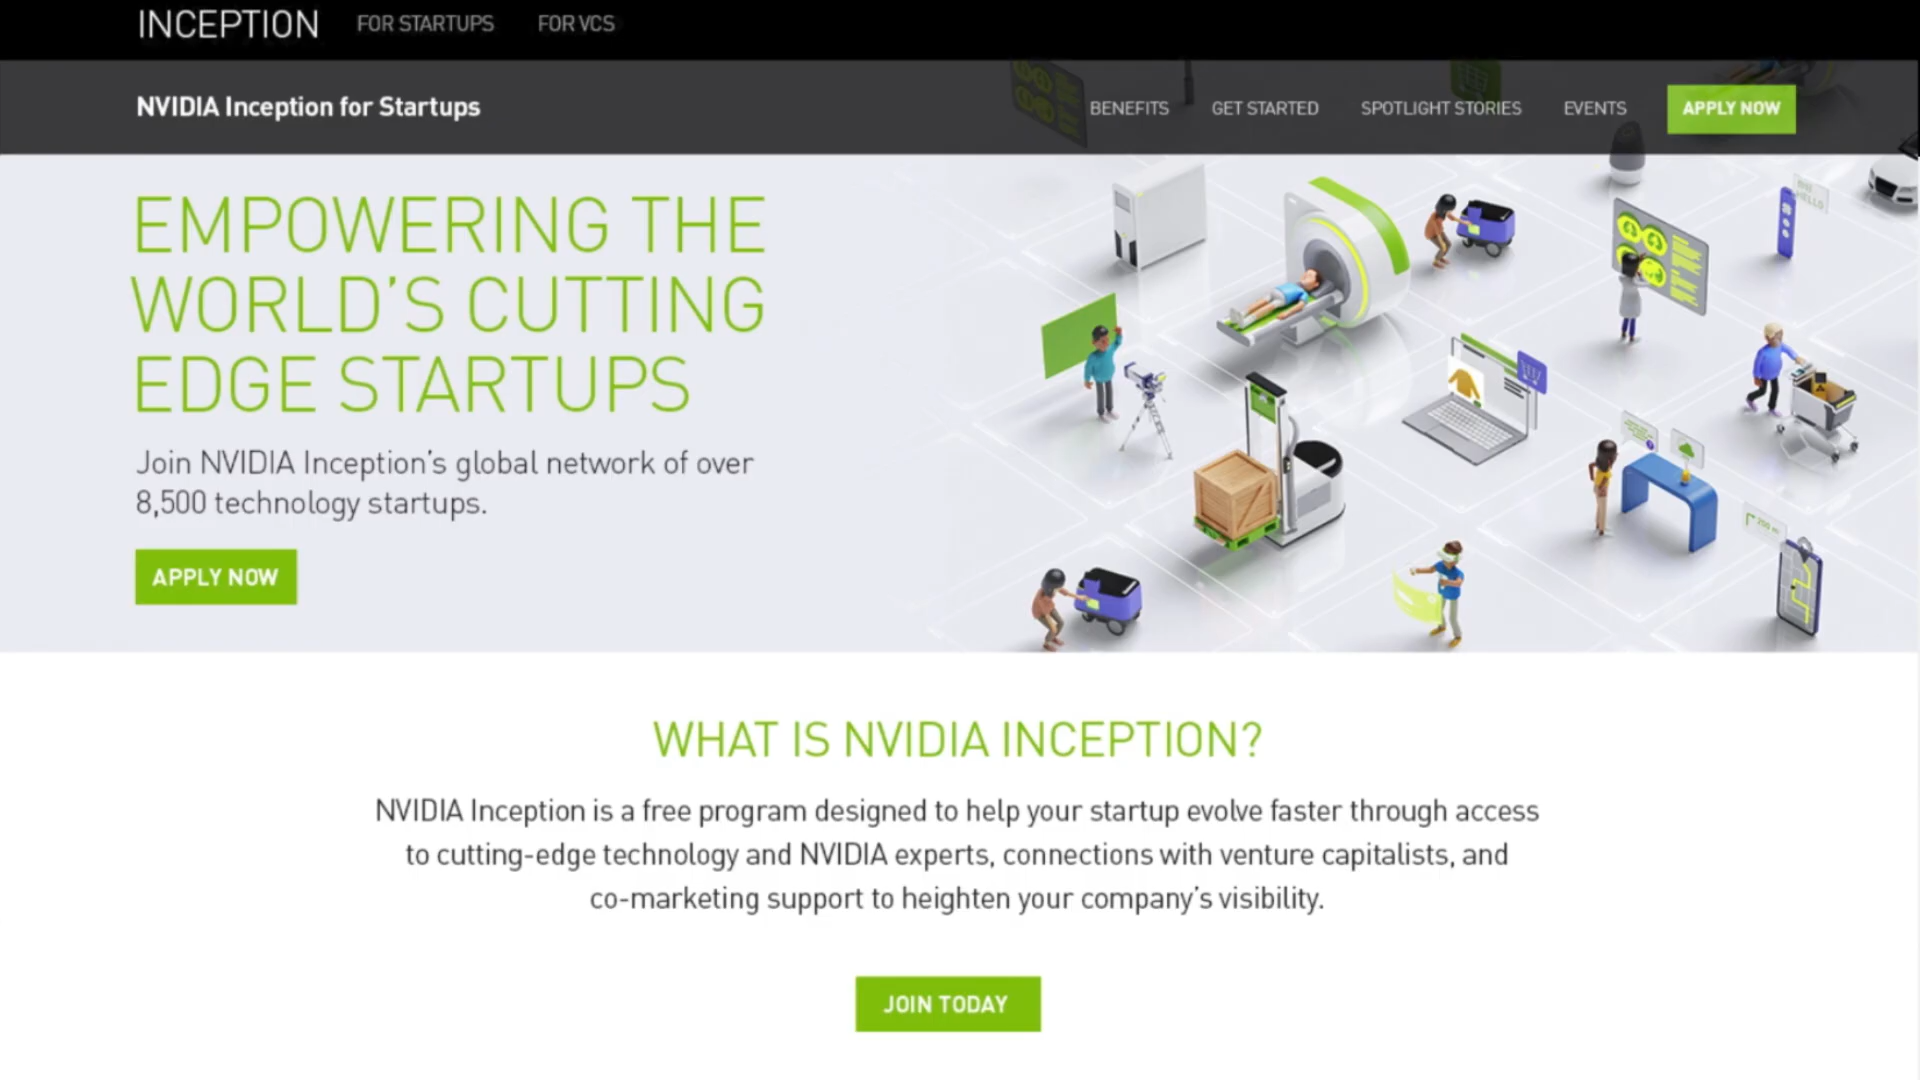 INCEPTION
FOR STARTUPS
FOR VCS
NVIDIA Inception for Startups
BENEFITS
GET STARTED
SPOTLIGHT STORIES
EVENTS
APPLY NOW
EMPOWERING THE
WORLD'S CUTTING
EDGE STARTUPS
Join NVIDIA Inception's global network of over
8,500 technology startups.
APPLY NOW
WHAT IS NVIDIA INCEPTION?
NVIDIA Inception is a free program designed to help your startup evolve faster through access
to cutting-edge technology and NVIDIA experts, connections with venture capitalists, and
co-marketing support to heighten your company's visibility.
JOIN TODAY